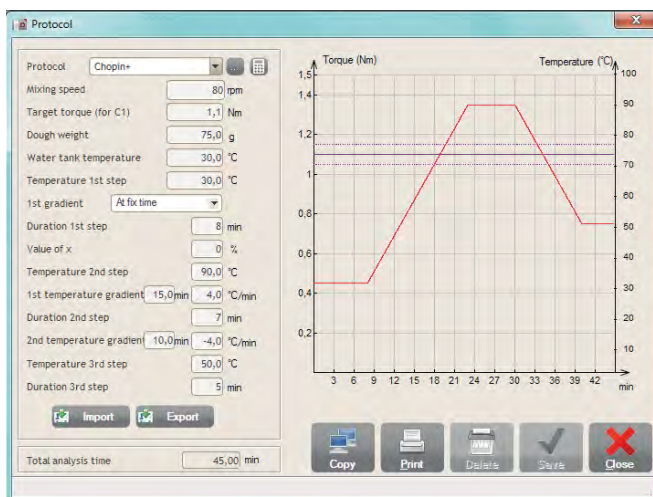 Protocol
Protocol Chopin+ ...
Mixing speed 80 rpm
Target torque (for C1) 1,1 Nm
Dough weight 75,0 g
Water tank temperature 30,0 °C
Temperature 1st step 30,0 °C
1st gradient At fix time
Duration 1st step 8 min
Value of x 0 %
Temperature 2nd step 90,0 °C
1st temperature gradient 15,0 min 4,0 °C/min
Duration 2nd step 7 min
2nd temperature gradient 10,0 min -4,0 °C/min
Temperature 3rd step 50,0 °C
Duration 3rd step 5 min
Import Export
Total analysis time 45,00 min
Torque (Nm) Temperature (°C)
1,5 100
1,4
90
1,2 80
70
1
60
0,8
50
0,6
40
0,4 30
20
0,2
10
3 6 9 12 15 18 21 24 27 30 33 36 39 42 min
Copy Print Delete Save Close